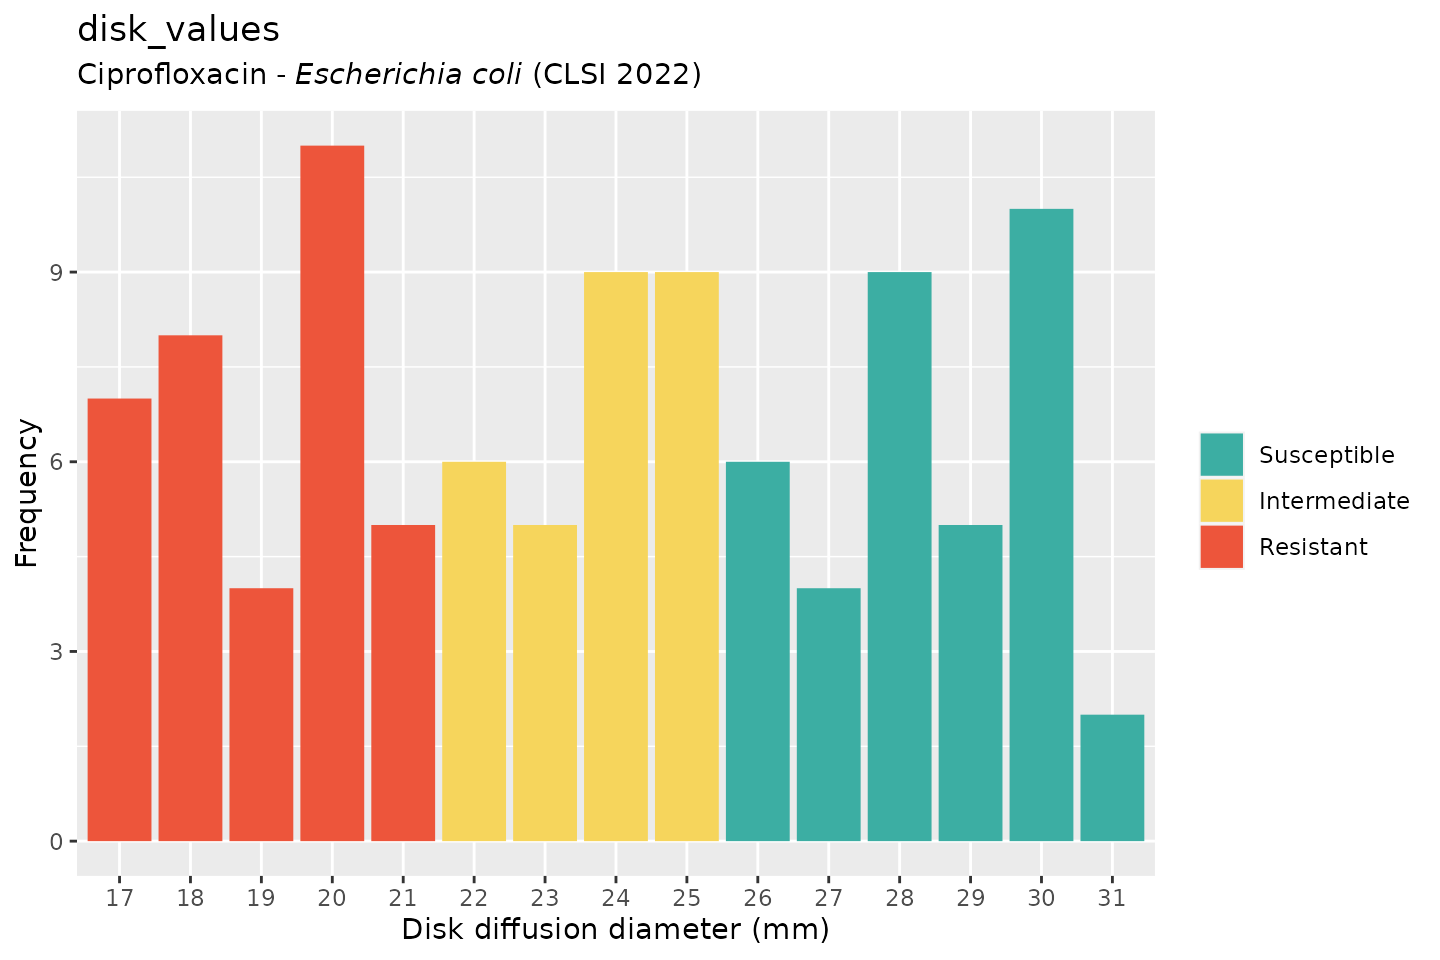 disk_values
Ciprofloxacin - Escherichia coli (CLSI 2022)
Frequency
9
6
3
0
17 18 19 20 21 22 23 24 25 26 27 28 29 30 31
Disk diffusion diameter (mm)
Susceptible
Intermediate
Resistant